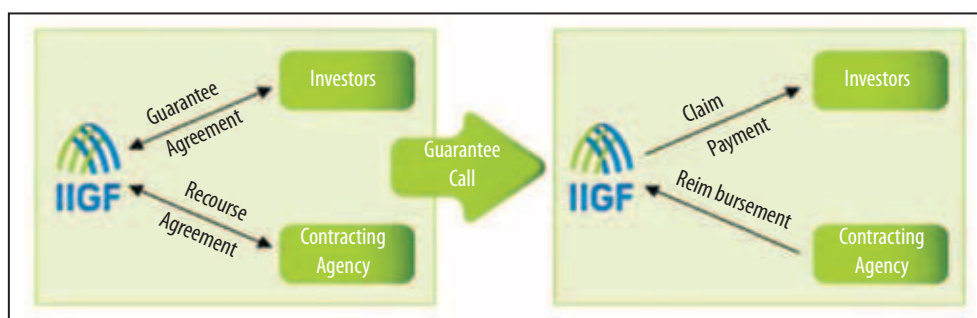 Investors
Guarantee
Agreement
IIGF
Recourse
Agreement
Contracting
Agency
Guarantee
Call
Investors
Claim
Payment
IIGF
Reim bursement
Contracting
Agency